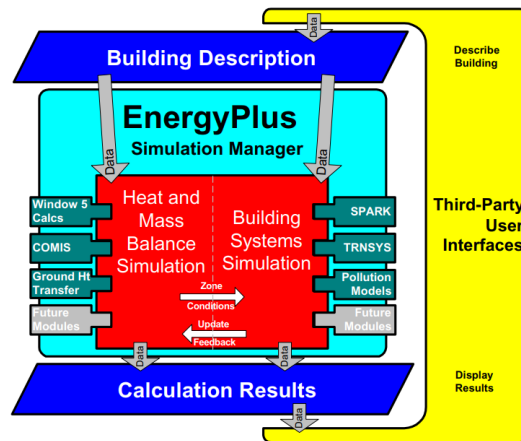 Data
Building Description
Describe
Building
Data
Data
EnergyPlus
Simulation Manager
Window 5
Calcs
COMIS
Ground Ht
Transfer
Future
Modules
Heat and
Mass
Balance
Simulation
Building
Systems
Simulation
Zone
Conditions
Update
Feedback
SPARK
TRNSYS
Pollution
Models
Future
Modules
Third-Party
User
Interfaces
Data
Data
Calculation Results
Display
Results
Data